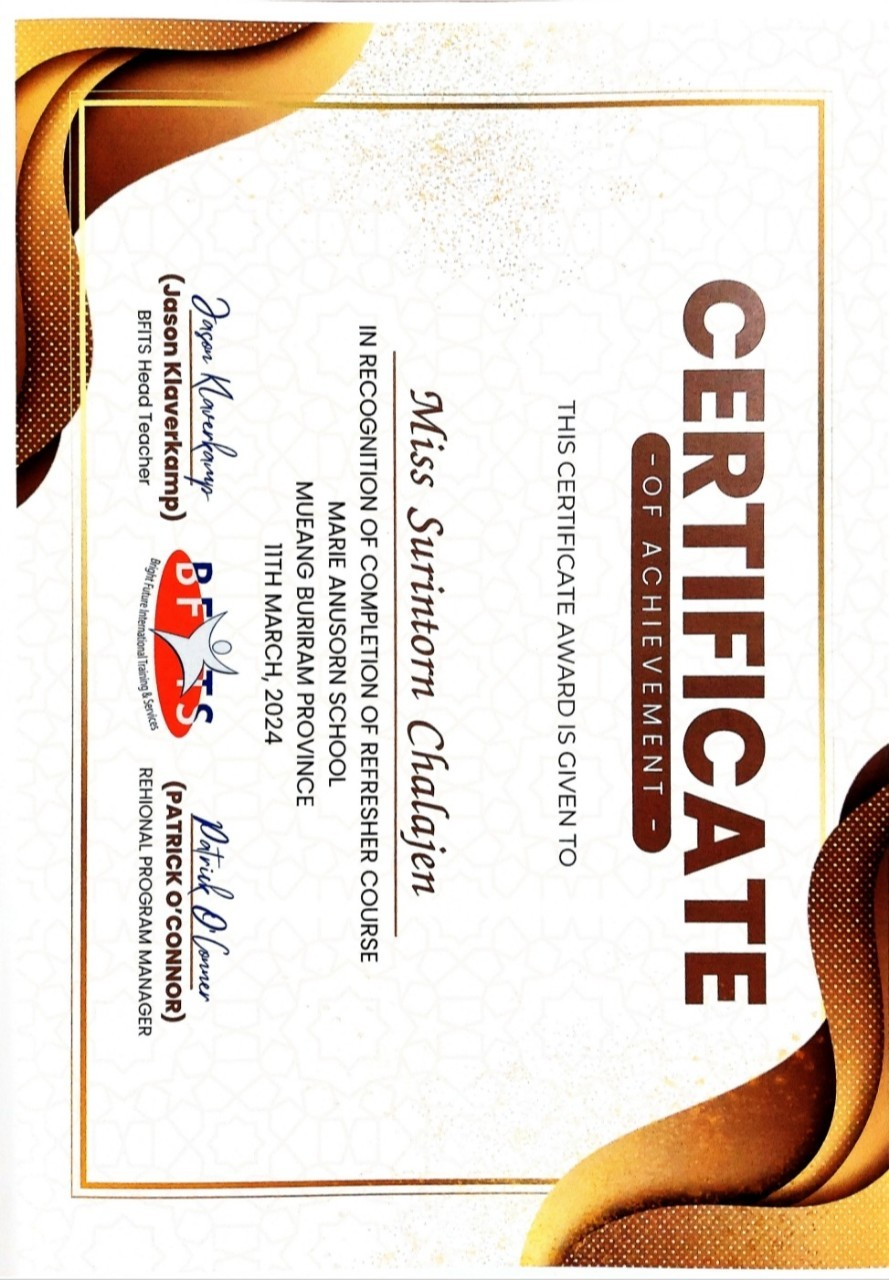 CERTIFICATE
- OF ACHIEVEMENT -
THIS CERTIFICATE AWARD IS GIVEN TO
Miss Surintorn Chalajen
IN RECOGNITION OF COMPLETION OF REFRESHER COURSE
MARIE ANUSORN SCHOOL
MUEANG BURIRAM PROVINCE
11TH MARCH, 2024
Jason Klaverkamp
(Jason Klaverkamp)
BFITS Head Teacher
BFITS
Bright Future International Training & Services
Patrick O'Conner
(PATRICK O'CONNOR)
REHIONAL PROGRAM MANAGER